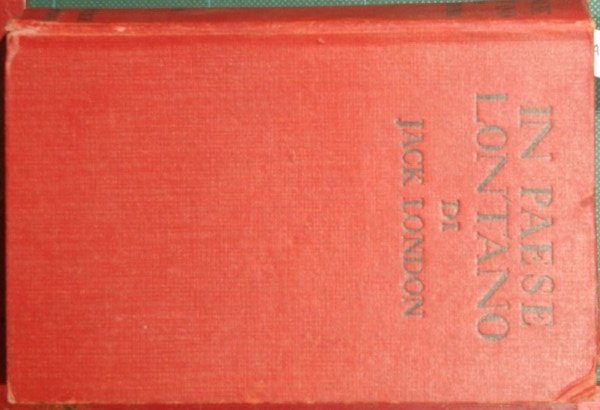 IN PAESE
LONTANO
DI
JACK LONDON